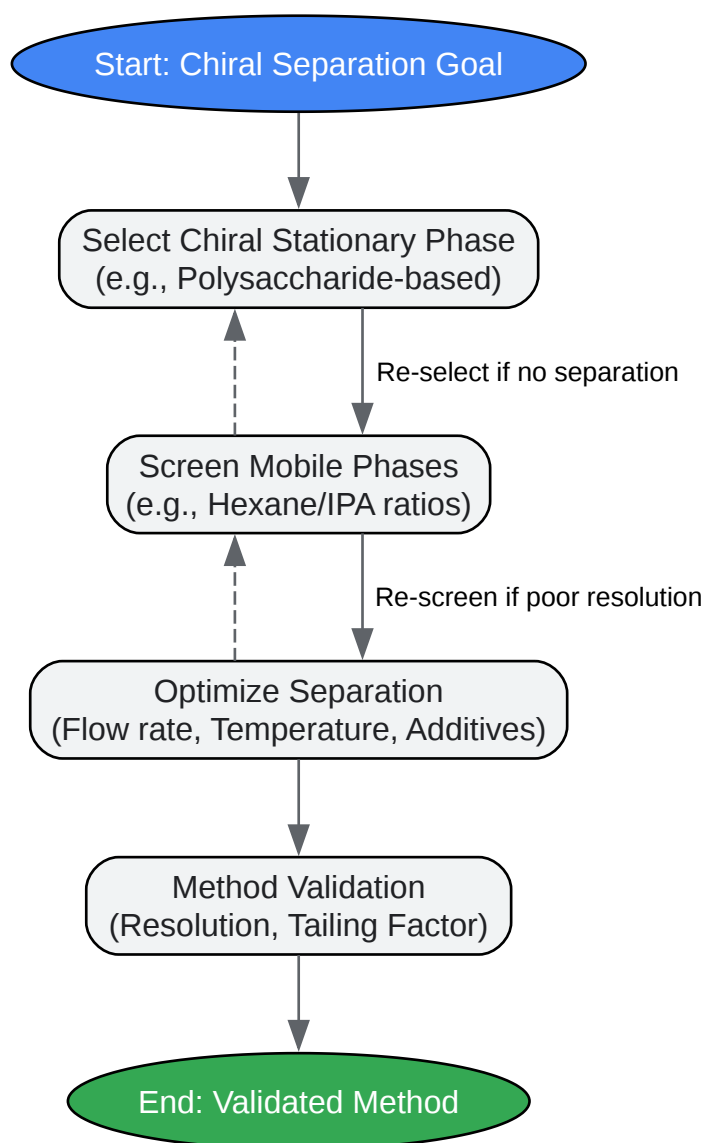 Start: Chiral Separation Goal
Select Chiral Stationary Phase
(e.g., Polysaccharide-based)
Re-select if no separation
Screen Mobile Phases
(e.g., Hexane/IPA ratios)
Re-screen if poor resolution
Optimize Separation
(Flow rate, Temperature, Additives)
Method Validation
(Resolution, Tailing Factor)
End: Validated Method